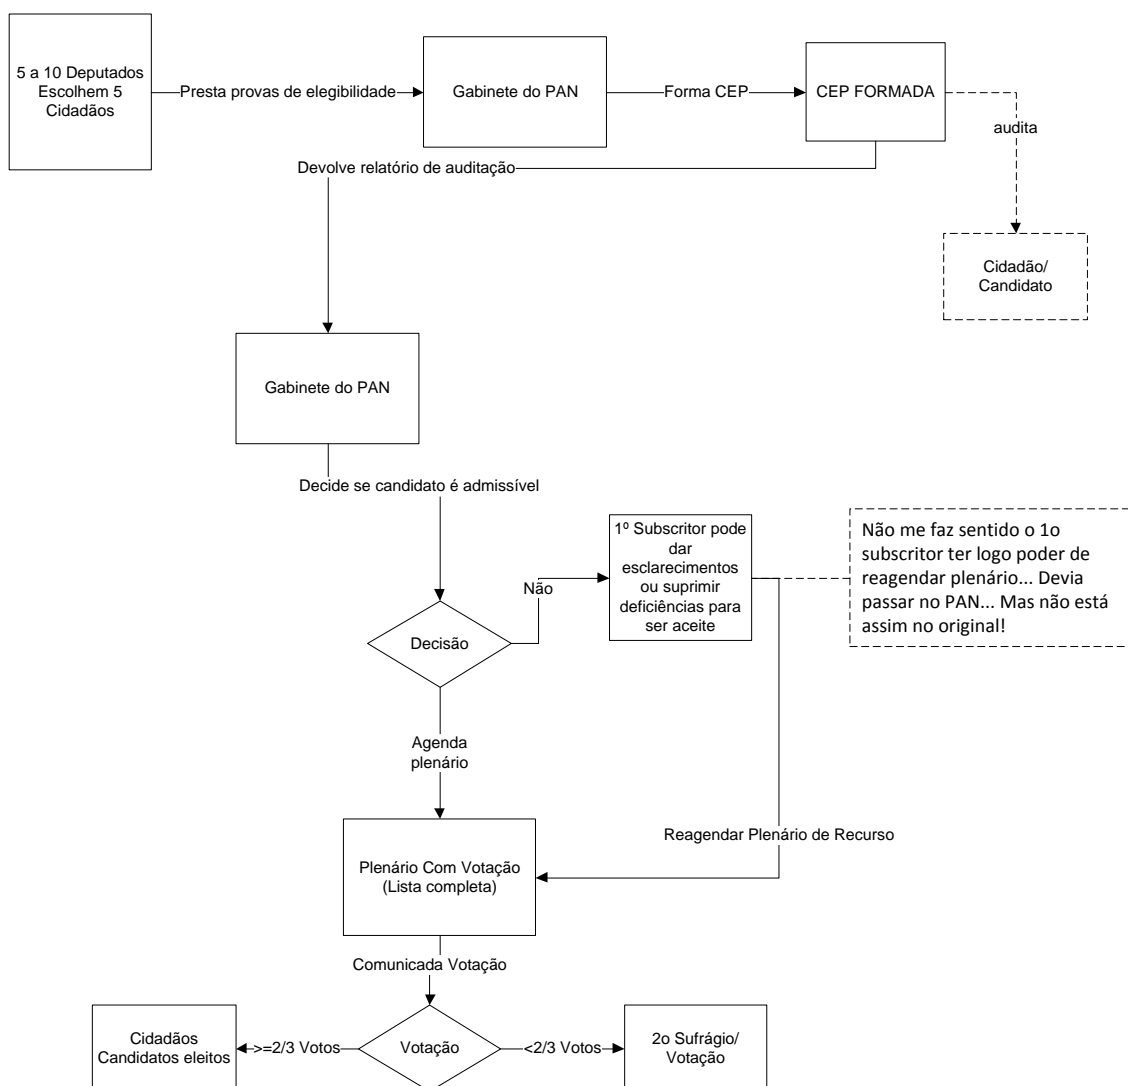 5 a 10 Deputados
Escolhem 5
Cidadãos
Presta provas de elegibilidade
Gabinete do PAN
Forma CEP
CEP FORMADA
audita
Devolve relatório de auditação
Cidadão/
Candidato
Gabinete do PAN
Decide se candidato é admissível
1º Subscritor pode
dar
esclarecimentos
ou suprimir
deficiências para
ser aceite
Não me faz sentido o 1o
subscritor ter logo poder de
reagendar plenário... Devia
passar no PAN... Mas não está
assim no original!
Não
Decisão
Agenda
plenário
Reagendar Plenário de Recurso
Plenário Com Votação
(Lista completa)
Comunicada Votação
Cidadãos
Candidatos eleitos
>=2/3 Votos
Votação
<2/3 Votos
2o Sufrágio/
Votação